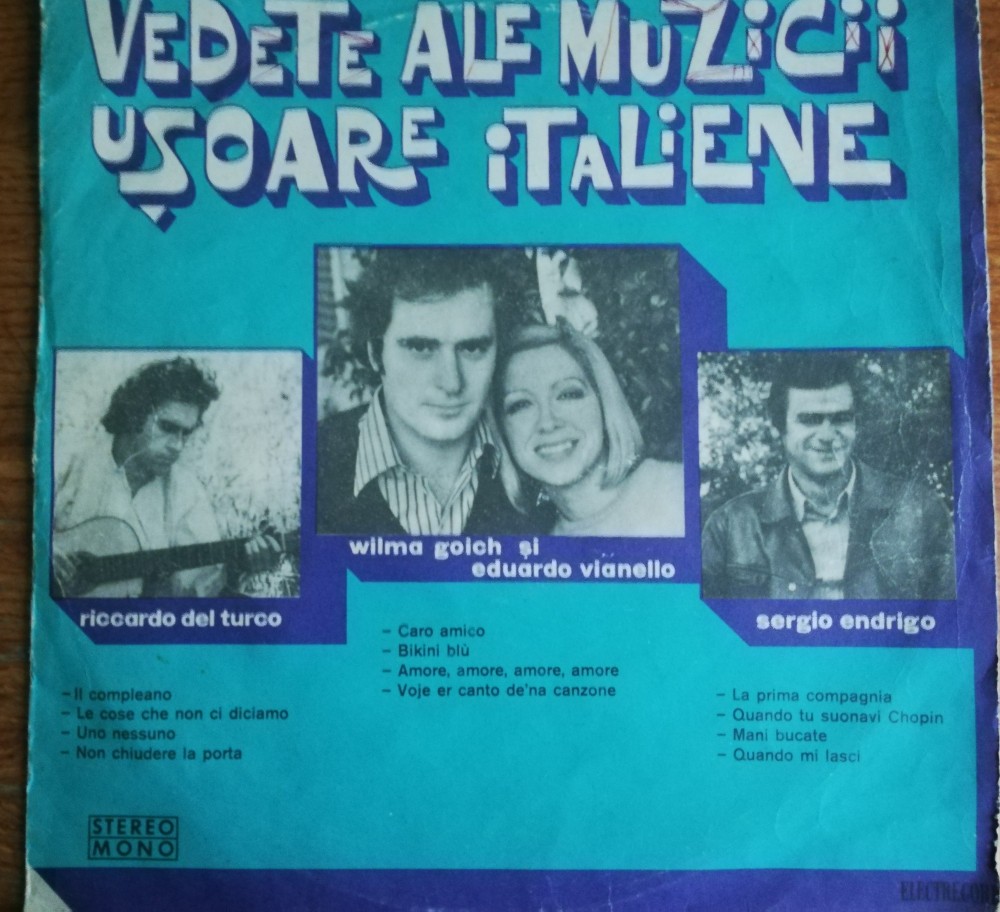 VEDETE ALE MUZICII
UȘOARE ITALIENE
wilma goich și
eduardo vianello
riccardo del turco
sergio endrigo
– Caro amico
– Bikini blù
– Amore, amore, amore, amore
– Voje er canto de'na canzone
– Il compleano
– Le cose che non ci diciamo
– Uno nessuno
– Non chiudere la porta
– La prima compagnia
– Quando tu suonavi Chopin
– Mani bucate
– Quando mi lasci
STEREO
MONO
ELECTRECORD